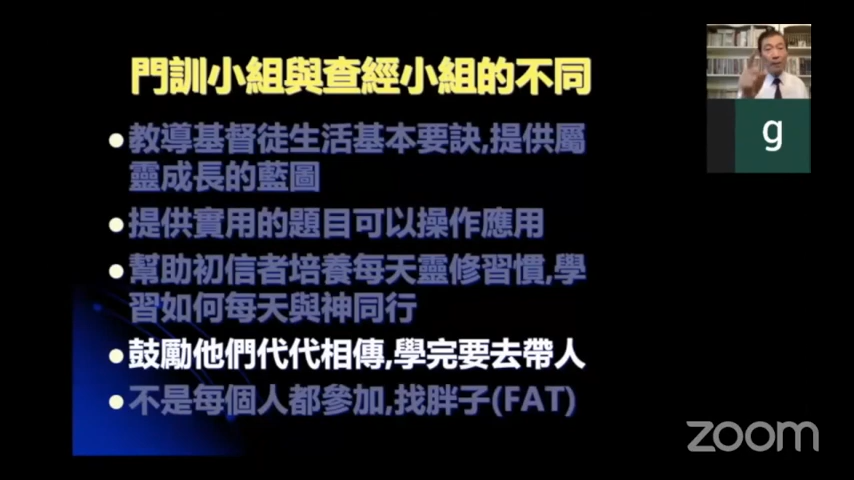 門訓小組與查經小組的不同
教導基督徒生活基本要訣,提供屬
靈成長的藍圖
提供實用的題目可以操作應用
幫助初信者培養每天靈修習慣,學
習如何每天與神同行
鼓勵他們代代相傳,學完要去帶人
不是每個人都參加,找胖子(FAT)
g
zoom